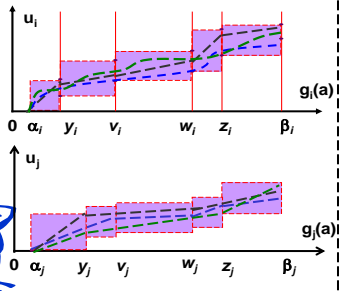 uᵢ
gᵢ(a)
0 αᵢ yᵢ vᵢ wᵢ zᵢ βᵢ
uⱼ
gⱼ(a)
0 αⱼ yⱼ vⱼ wⱼ zⱼ βⱼ